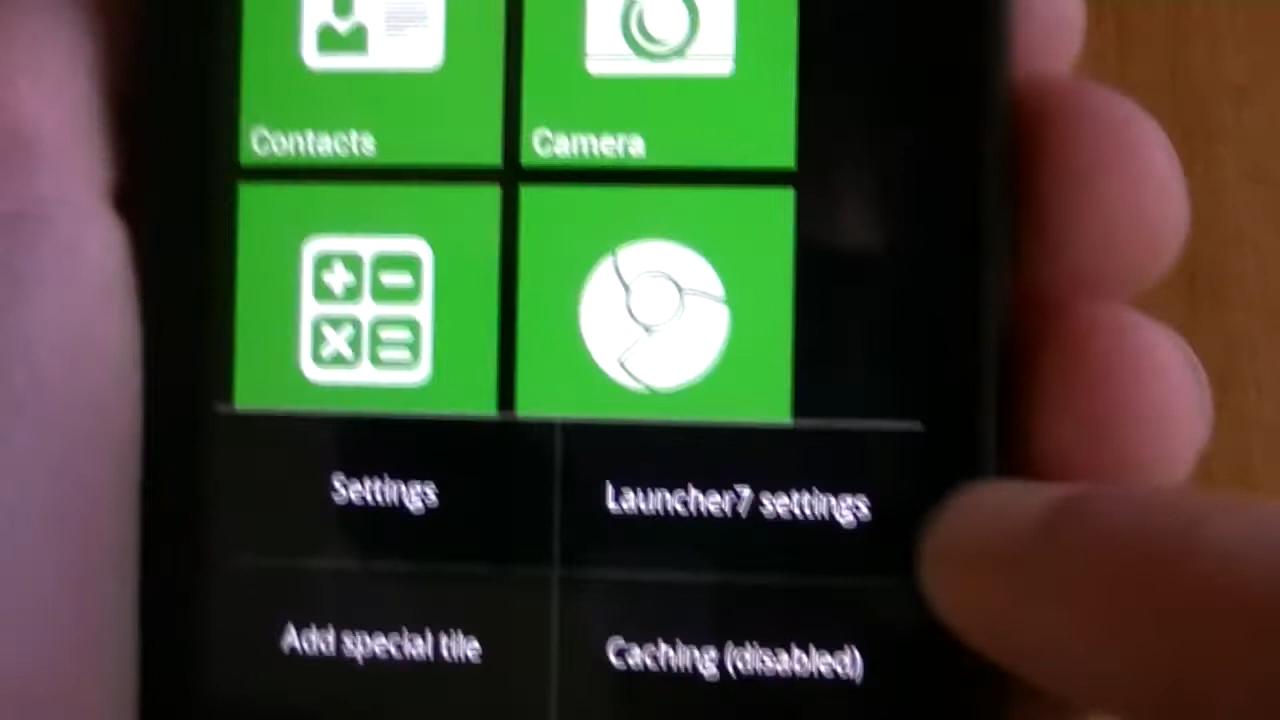 Contacts
Camera
Settings
Launcher7 settings
Add special tile
Caching (disabled)